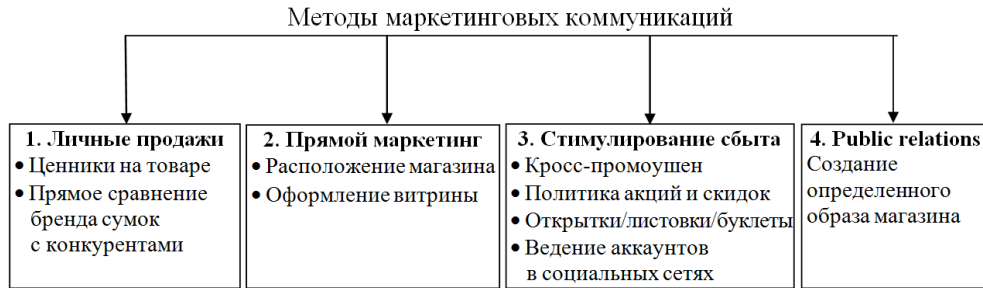 Методы маркетинговых коммуникаций
1. Личные продажи
• Ценники на товаре
• Прямое сравнение
бренда сумок
с конкурентами
2. Прямой маркетинг
• Расположение магазина
• Оформление витрины
3. Стимулирование сбыта
• Кросс-промоушен
• Политика акций и скидок
• Открытки/листовки/буклеты
• Ведение аккаунтов
в социальных сетях
4. Public relations
Создание
определенного
образа магазина